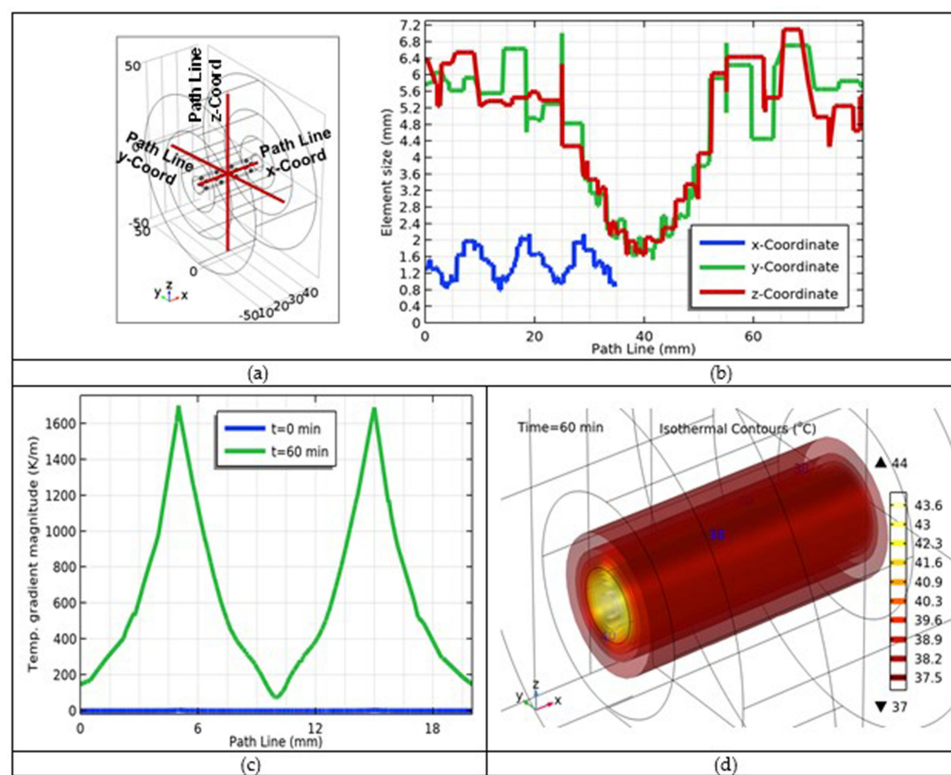 50
0
-50
50
0
-50
10
20
30
40
Path Line
z-Coord
Path Line
y-Coord
Path Line
x-Coord
z
y
x
(a)
7.2
6.8
6.4
6
5.6
5.2
4.8
4.4
4
3.6
3.2
2.8
2.4
2
1.6
1.2
0.8
0.4
0
Element size (mm)
x-Coordinate
y-Coordinate
z-Coordinate
0
20
40
60
Path Line (mm)
(b)
1600
1400
1200
1000
800
600
400
200
0
Temp. gradient magnitude (K/m)
t=0 min
t=60 min
0
6
12
18
Path Line (mm)
(c)
Time=60 min
Isothermal Contours (°C)
▲ 44
43.6
43
42.3
41.6
40.9
40.3
39.6
38.9
38.2
37.5
▼ 37
z
y
x
(d)